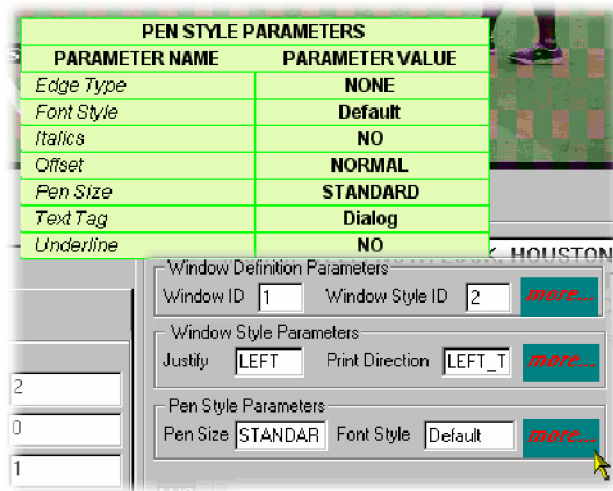 PEN STYLE PARAMETERS
PARAMETER NAME PARAMETER VALUE
Edge Type NONE
Font Style Default
Italics NO
Offset NORMAL
Pen Size STANDARD
Text Tag Dialog
Underline NO
HOUSTON
Window Definition Parameters
Window ID 1 Window Style ID 2 more...
Window Style Parameters
Justify LEFT Print Direction LEFT_T more...
2
Pen Style Parameters
0
Pen Size STANDAR Font Style Default more...
1